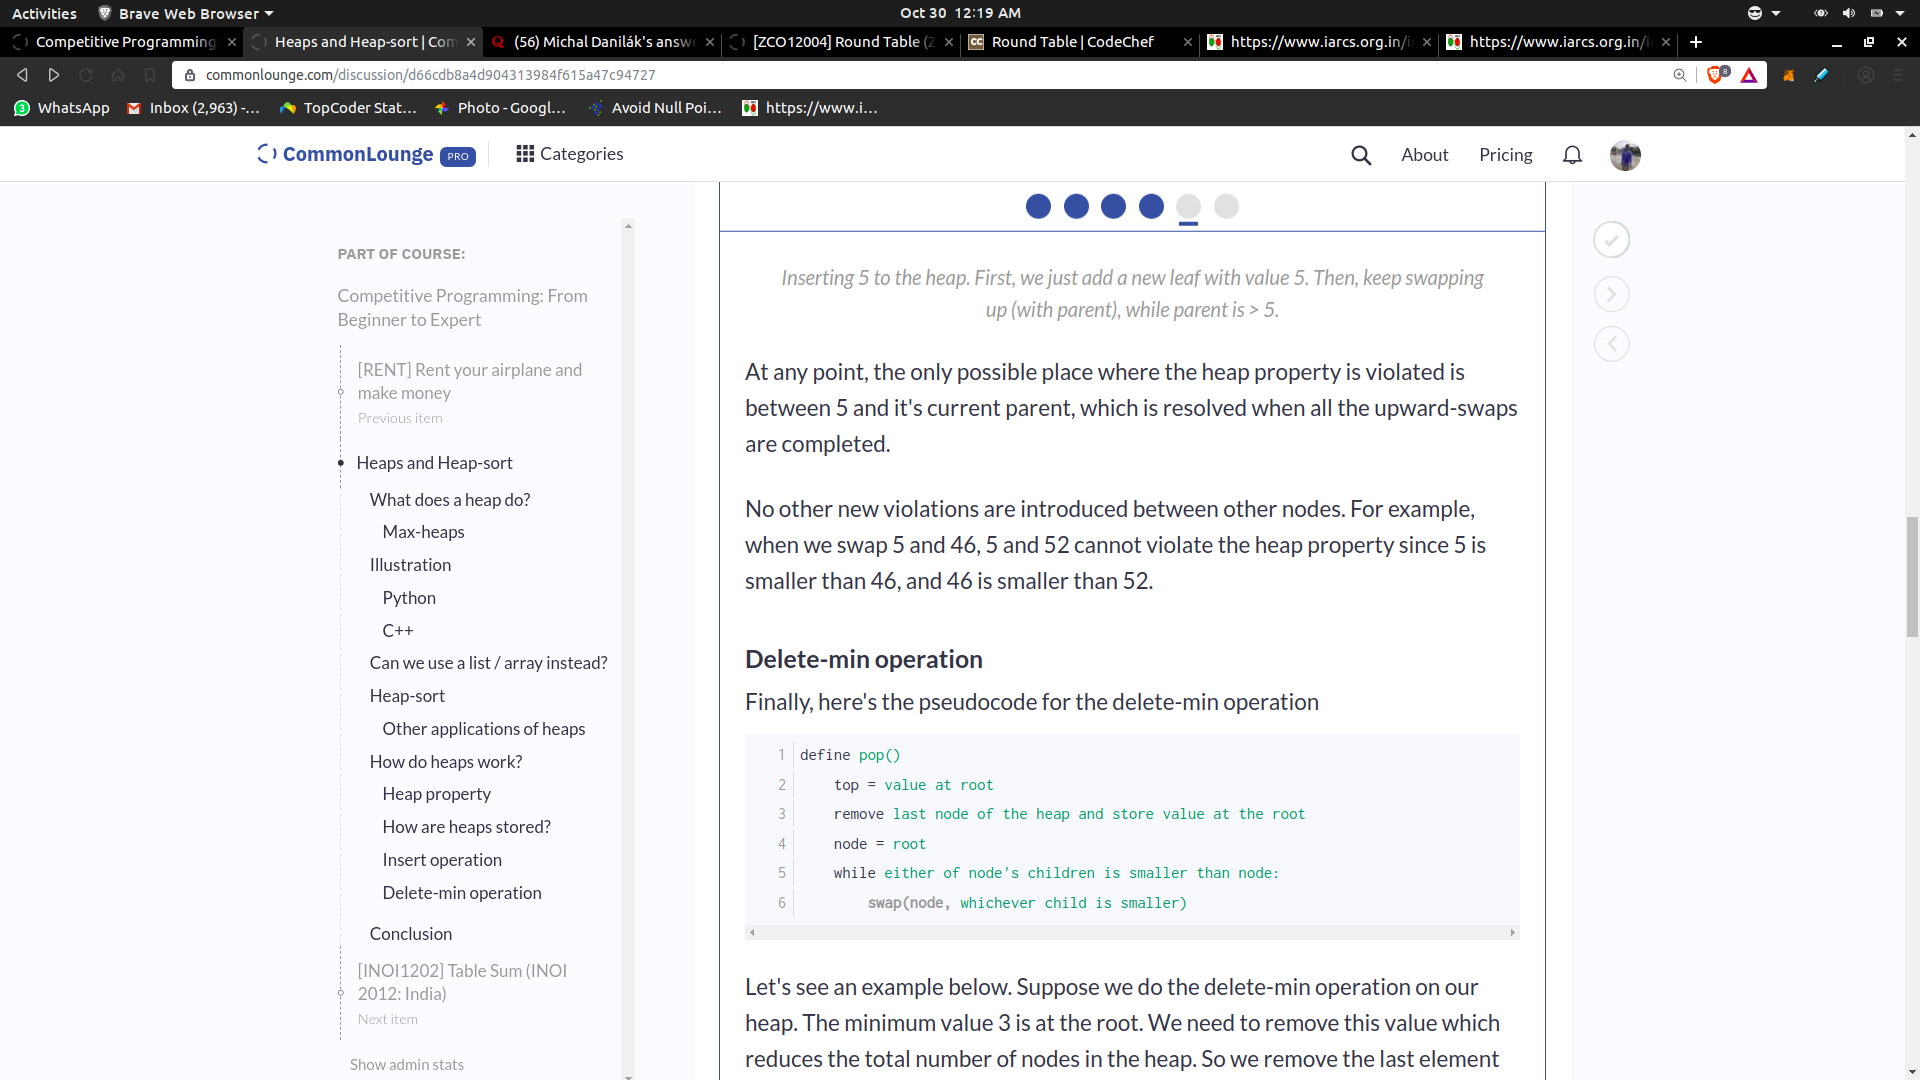 Activities
Brave Web Browser
Oct 30 12:19 AM
Competitive Programming
Heaps and Heap-sort | Com
(56) Michal Danilák's answ
[ZCO12004] Round Table (Z
Round Table | CodeChef
https://www.iarcs.org.in/i
https://www.iarcs.org.in/i
commonlounge.com/discussion/d66cdb8a4d904313984f615a47c94727
8
3
WhatsApp
Inbox (2,963) -...
TopCoder Stat...
Photo - Googl...
Avoid Null Poi...
https://www.i...
CommonLounge PRO
Categories
About
Pricing
PART OF COURSE:
Competitive Programming: From
Beginner to Expert
[RENT] Rent your airplane and
make money
Previous item
Heaps and Heap-sort
What does a heap do?
Max-heaps
Illustration
Python
C++
Can we use a list / array instead?
Heap-sort
Other applications of heaps
How do heaps work?
Heap property
How are heaps stored?
Insert operation
Delete-min operation
Conclusion
[INOI1202] Table Sum (INOI
2012: India)
Next item
Show admin stats
Inserting 5 to the heap. First, we just add a new leaf with value 5. Then, keep swapping
up (with parent), while parent is > 5.
At any point, the only possible place where the heap property is violated is
between 5 and it's current parent, which is resolved when all the upward-swaps
are completed.
No other new violations are introduced between other nodes. For example,
when we swap 5 and 46, 5 and 52 cannot violate the heap property since 5 is
smaller than 46, and 46 is smaller than 52.
Delete-min operation
Finally, here's the pseudocode for the delete-min operation
1 define pop()
2 top = value at root
3 remove last node of the heap and store value at the root
4 node = root
5 while either of node's children is smaller than node:
6 swap(node, whichever child is smaller)
Let's see an example below. Suppose we do the delete-min operation on our
heap. The minimum value 3 is at the root. We need to remove this value which
reduces the total number of nodes in the heap. So we remove the last element